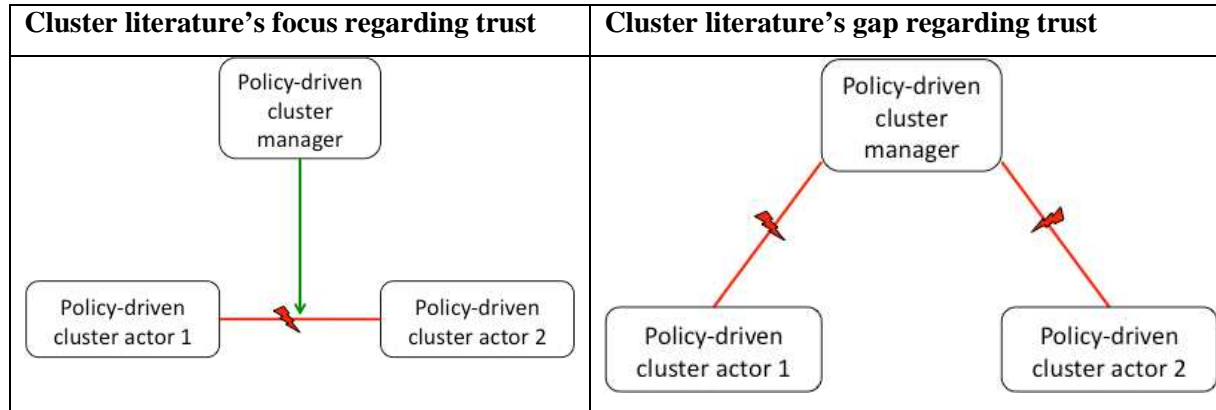 Cluster literature’s focus regarding trust
Cluster literature’s gap regarding trust
Policy-driven
cluster
manager
Policy-driven
cluster actor 1
Policy-driven
cluster actor 2
Policy-driven
cluster
manager
Policy-driven
cluster actor 1
Policy-driven
cluster actor 2